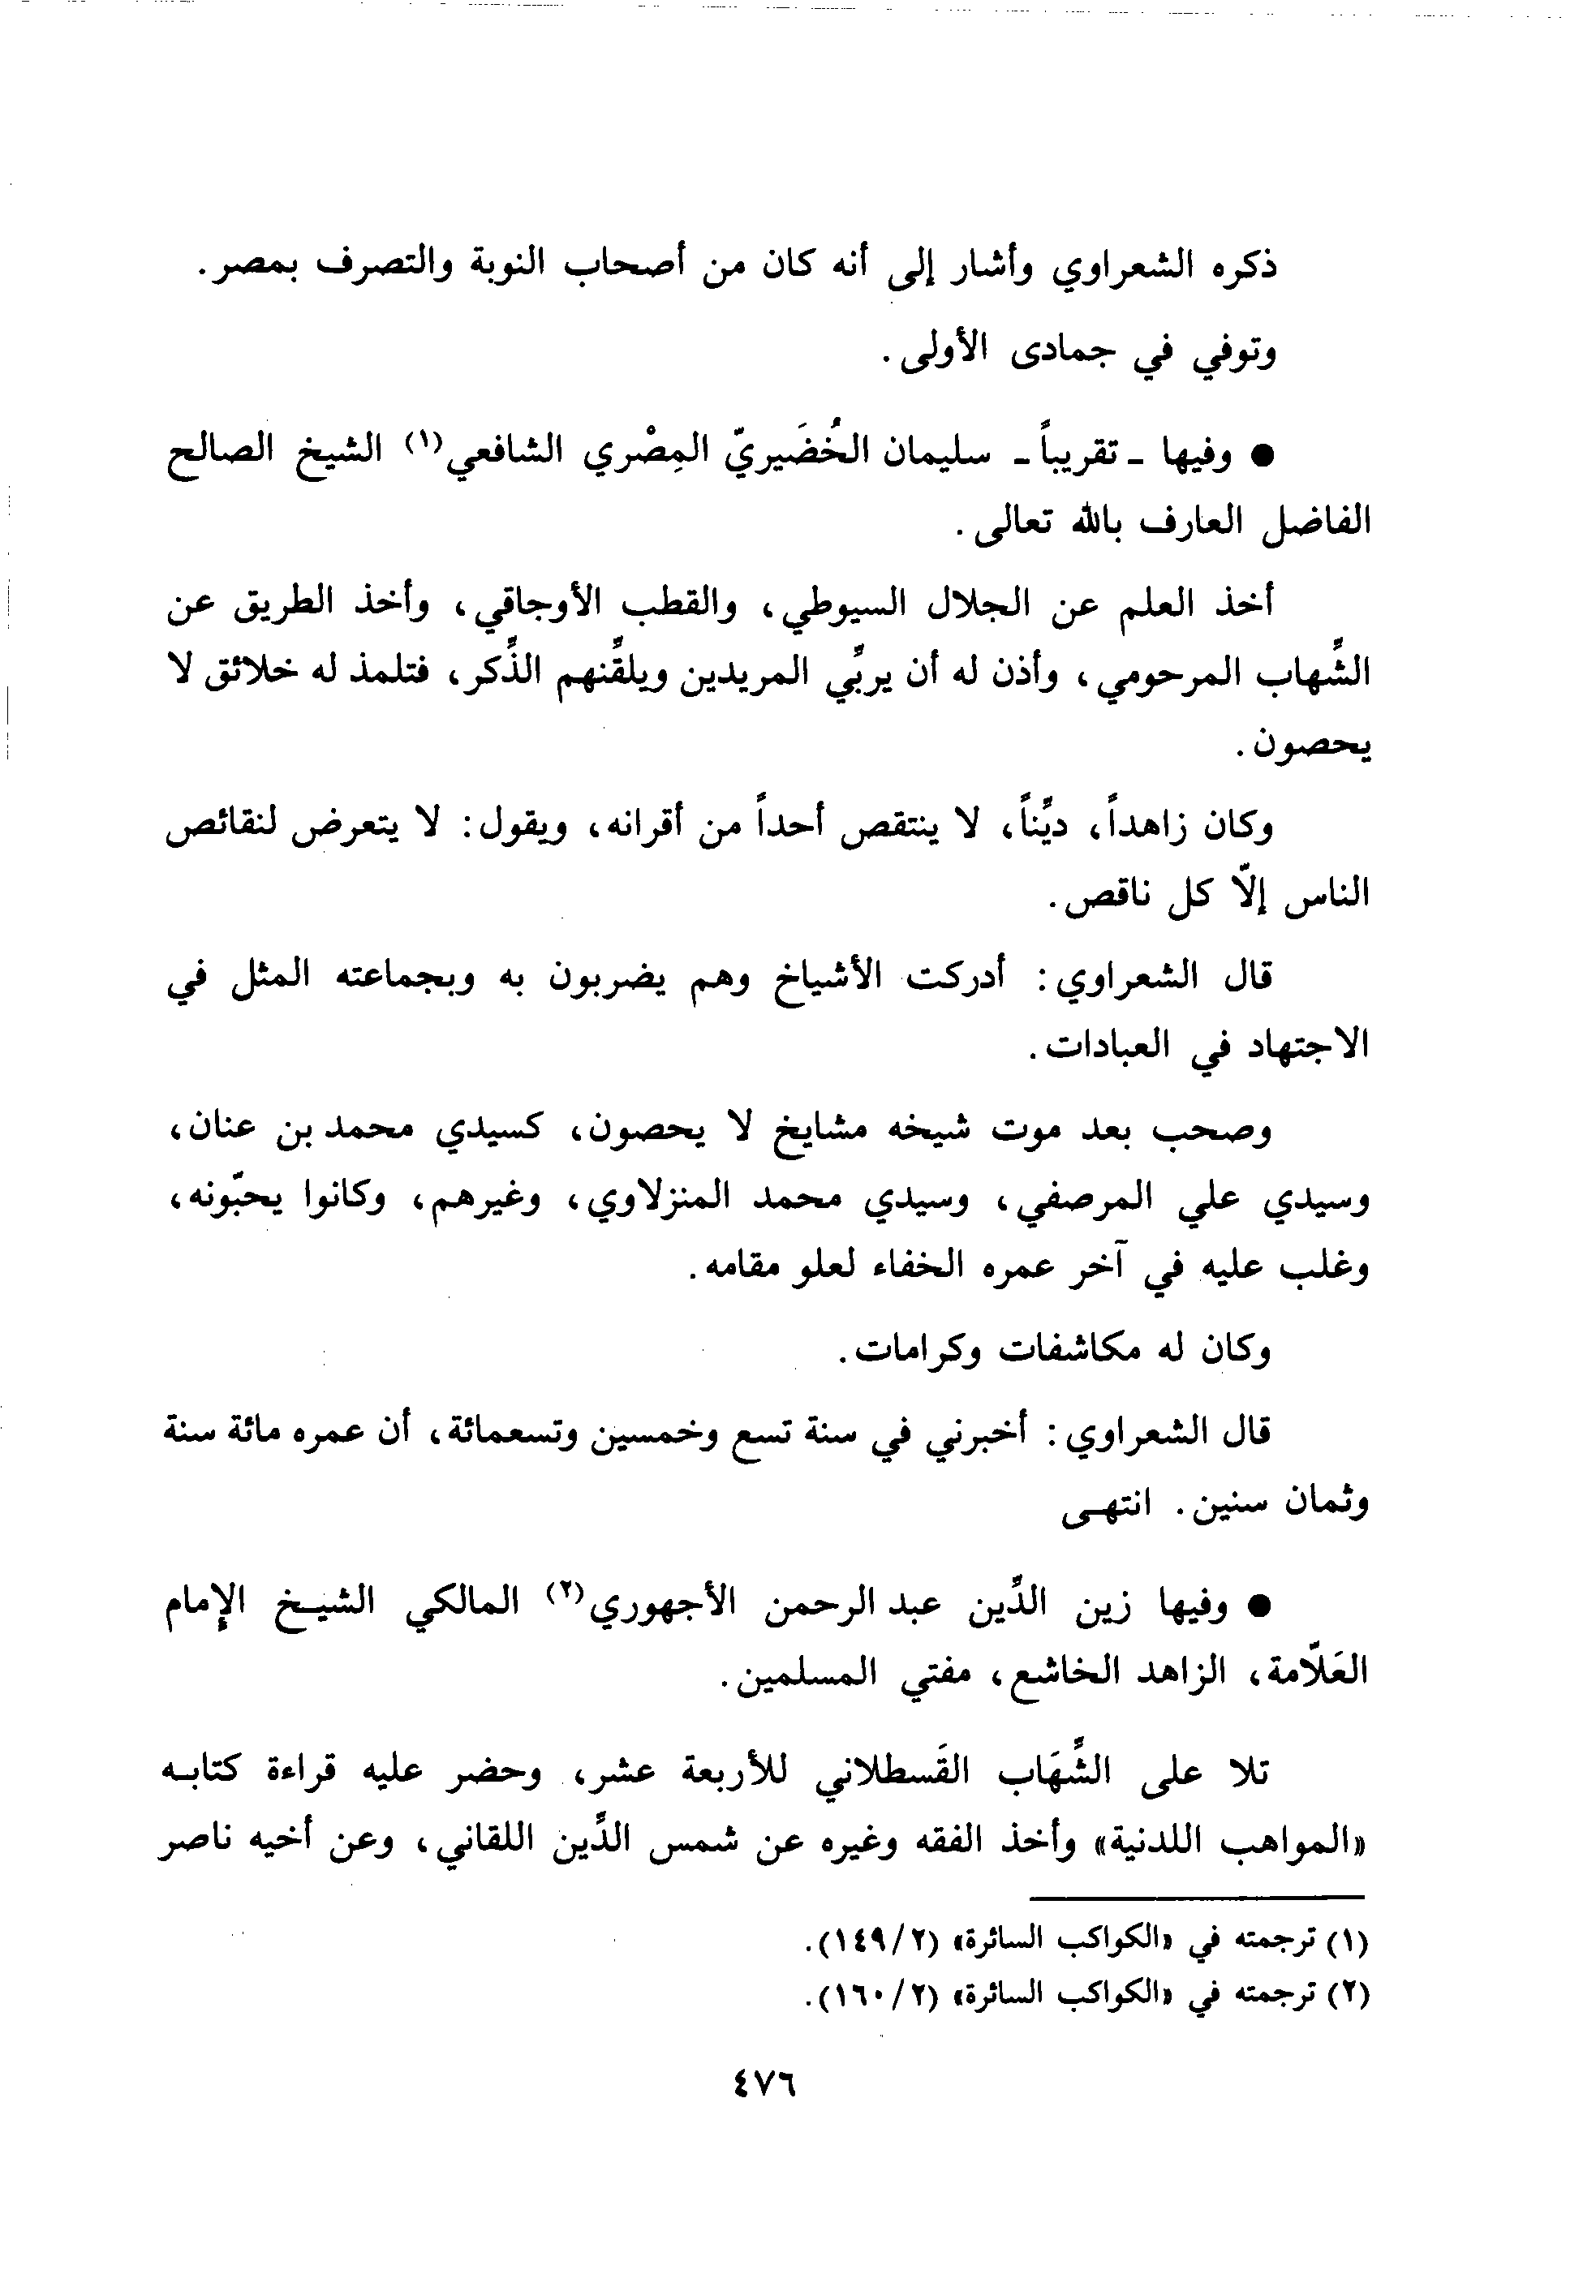 ذكره الشعراوي وأشار إلى أنه كان من أصحاب النوبة والتصرف بمصر.
وتوفي في جمادى الأولى.
● وفيها ـ تقريباً ـ سليمان الخُضَيريّ المِصْري الشافعي(١) الشيخ الصالح
الفاضل العارف بالله تعالى.
أخذ العلم عن الجلال السيوطي، والقطب الأوجاقي، وأخذ الطريق عن
الشِّهاب المرحومي، وأذن له أن يربِّي المريدين ويلقِّنهم الذِّكر، فتلمذ له خلائق لا
يحصون.
وكان زاهداً، ديِّناً، لا ينتقص أحداً من أقرانه، ويقول: لا يتعرض لنقائص
الناس إلّا كل ناقص.
قال الشعراوي: أدركت الأشياخ وهم يضربون به وبجماعته المثل في
الاجتهاد في العبادات.
وصحب بعد موت شيخه مشايخ لا يحصون، كسيدي محمد بن عنان،
وسيدي علي المرصفي، وسيدي محمد المنزلاوي، وغيرهم، وكانوا يحبّونه،
وغلب عليه في آخر عمره الخفاء لعلو مقامه.
وكان له مكاشفات وكرامات.
قال الشعراوي: أخبرني في سنة تسع وخمسين وتسعمائة، أن عمره مائة سنة
وثمان سنين. انتهـى
● وفيها زين الدِّين عبد الرحمن الأجهوري(٢) المالكي الشيـخ الإمام
العَلّامة، الزاهد الخاشع، مفتي المسلمين.
تلا على الشِّهَاب القَسطلاني للأربعة عشر، وحضر عليه قراءة كتابـه
«المواهب اللدنية» وأخذ الفقه وغيره عن شمس الدِّين اللقاني، وعن أخيه ناصر
(١) ترجمته في «الكواكب السائرة» (٢/١٤٩).
(٢) ترجمته في «الكواكب السائرة» (٢/١٦٠).
٤٧٦